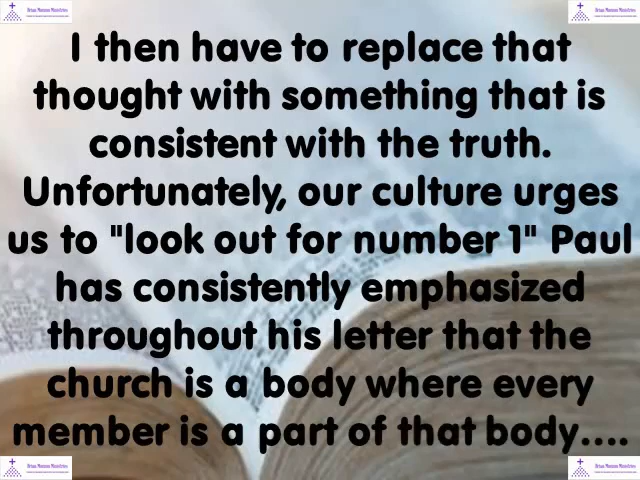 I then have to replace that
thought with something that is
consistent with the truth.
Unfortunately, our culture urges
us to "look out for number 1" Paul
has consistently emphasized
throughout his letter that the
church is a body where every
member is a part of that body....